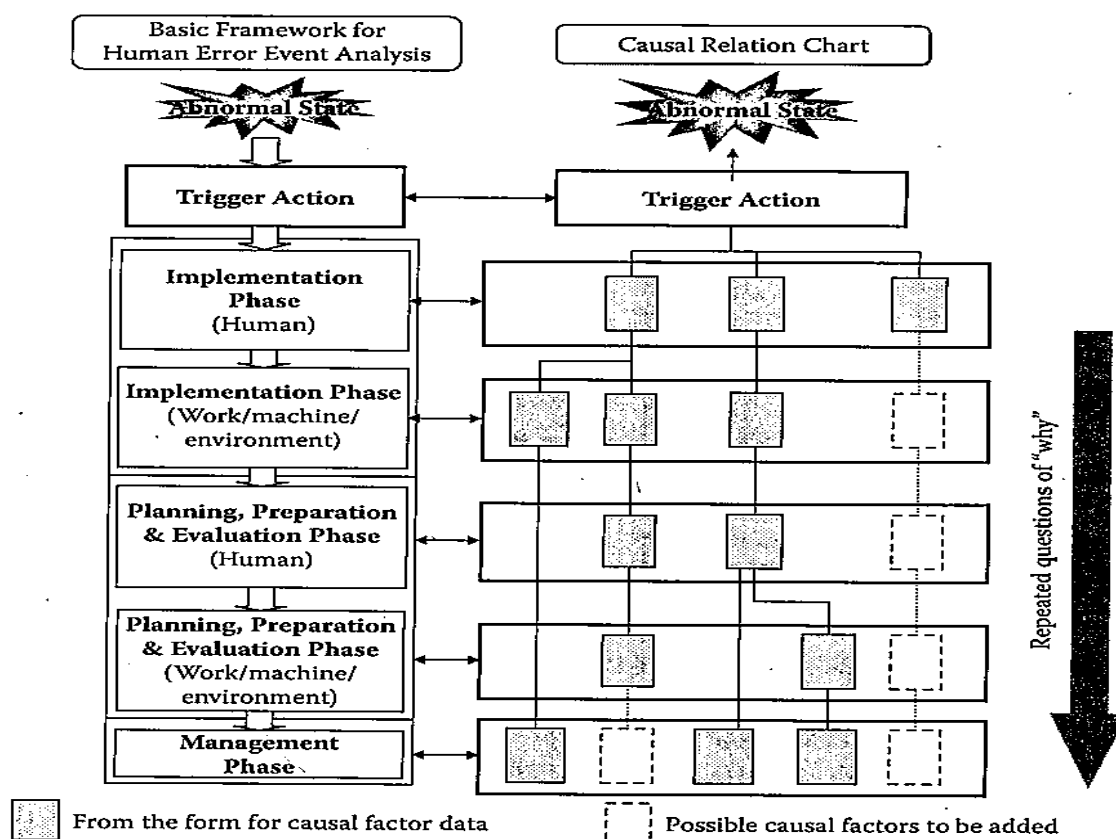 Basic Framework for
Human Error Event Analysis
Causal Relation Chart
Abnormal State
Abnormal State
Trigger Action
Trigger Action
Implementation
Phase
(Human)
Implementation Phase
(Work/machine/
environment)
Planning, Preparation
& Evaluation Phase
(Human)
Planning, Preparation
& Evaluation Phase
(Work/machine/
environment)
Management
Phase
Repeated questions of "why"
From the form for causal factor data
Possible causal factors to be added